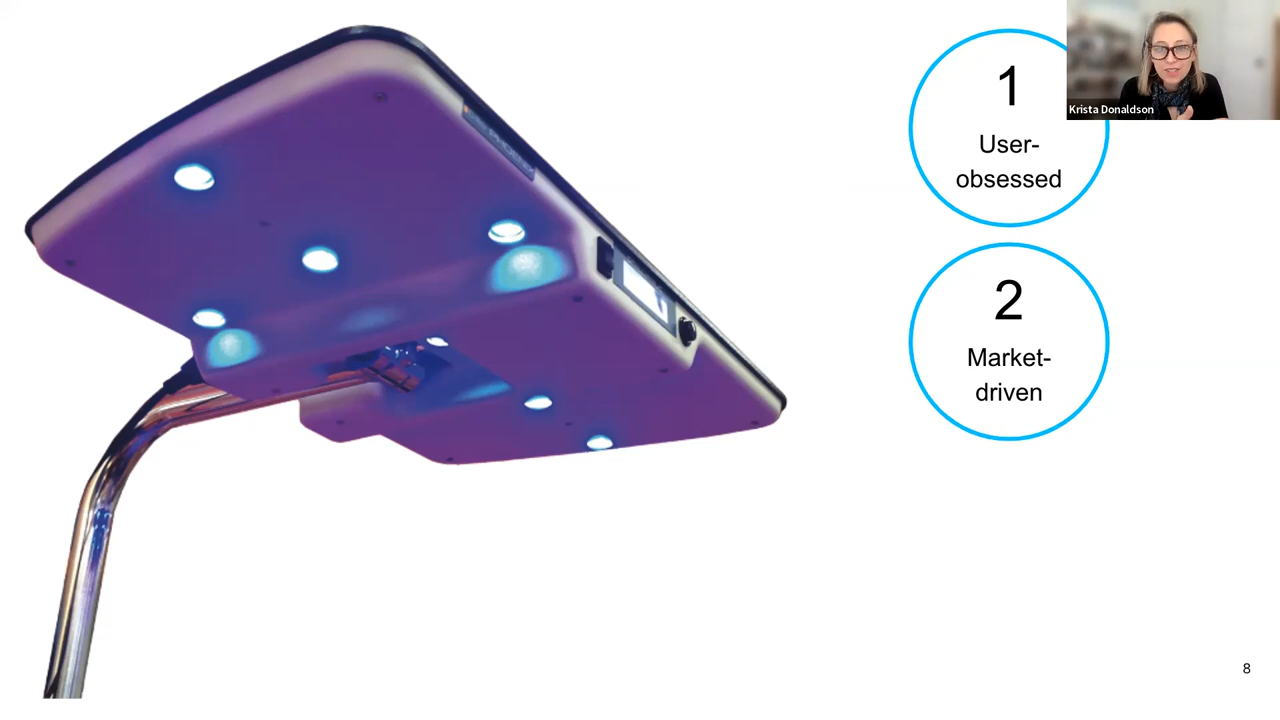 1
User-
obsessed
Krista Donaldson
2
Market-
driven
8